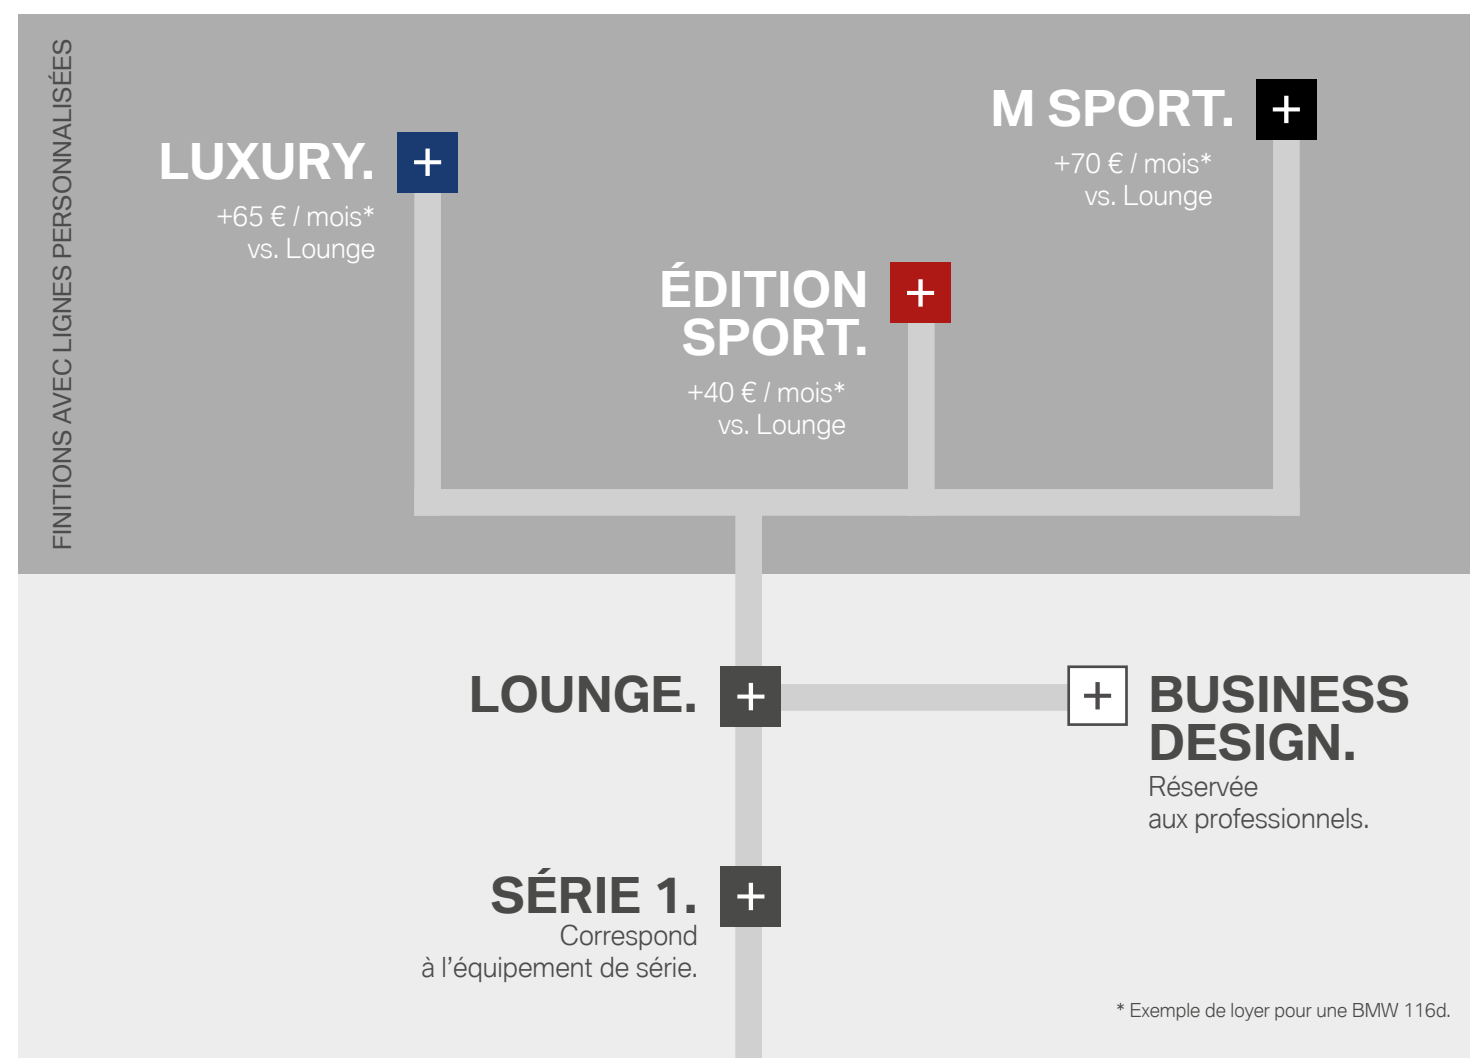 FINITIONS AVEC LIGNES PERSONNALISÉES
LUXURY.
+65 € / mois*
vs. Lounge
M SPORT.
+70 € / mois*
vs. Lounge
ÉDITION
SPORT.
+40 € / mois*
vs. Lounge
LOUNGE.
BUSINESS
DESIGN.
Réservée
aux professionnels.
SÉRIE 1.
Correspond
à l’équipement de série.
* Exemple de loyer pour une BMW 116d.